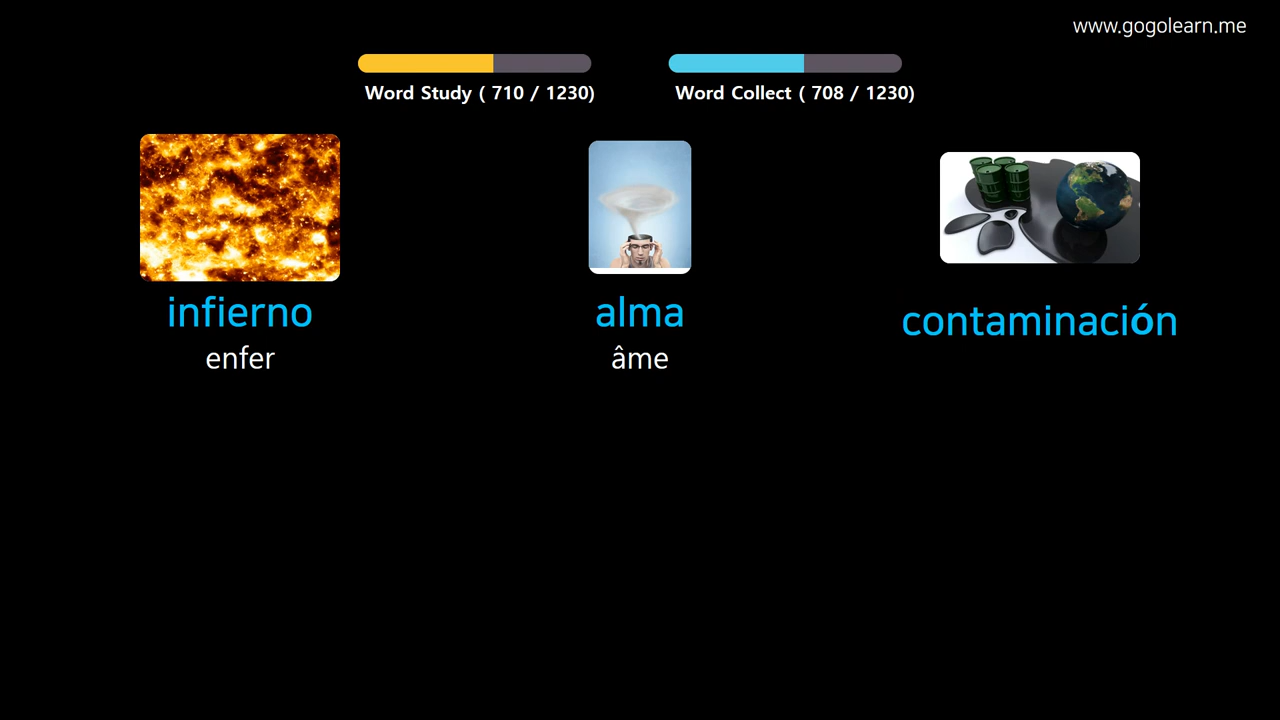 www.gogolearn.me
Word Study ( 710 / 1230)
Word Collect ( 708 / 1230)
infierno
alma
contaminación
enfer
âme